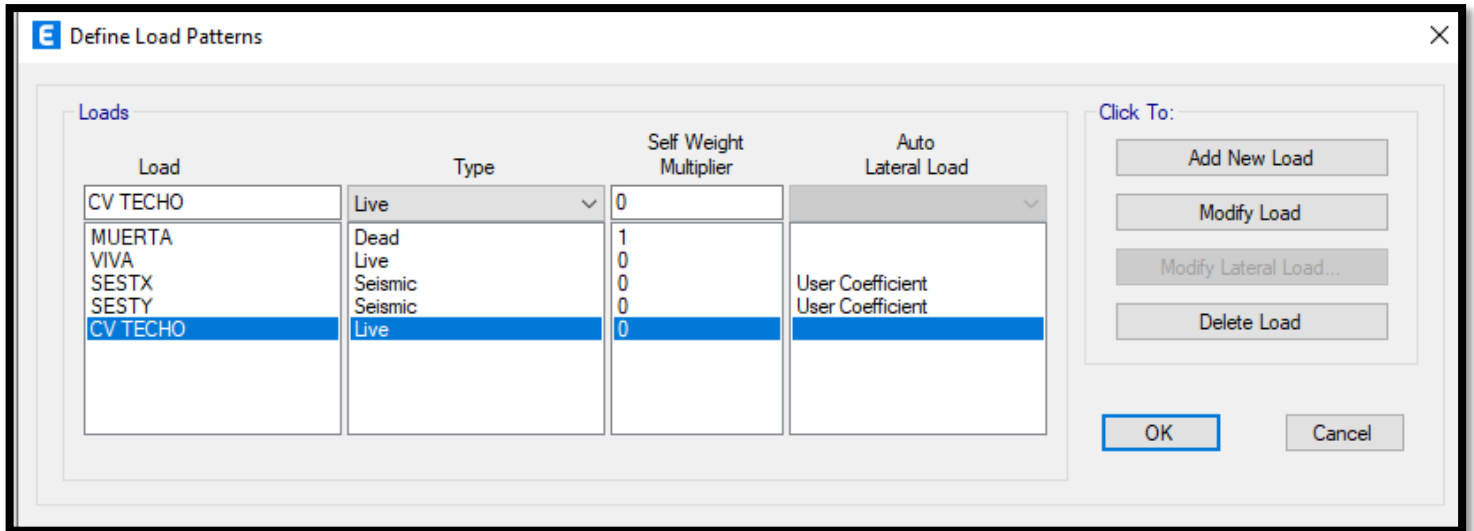 E Define Load Patterns
Loads
Click To:
Load Type Self Weight Multiplier Auto Lateral Load
CV TECHO Live 0
MUERTA Dead 1
VIVA Live 0
SESTX Seismic 0 User Coefficient
SESTY Seismic 0 User Coefficient
CV TECHO Live 0
Add New Load
Modify Load
Modify Lateral Load...
Delete Load
OK Cancel